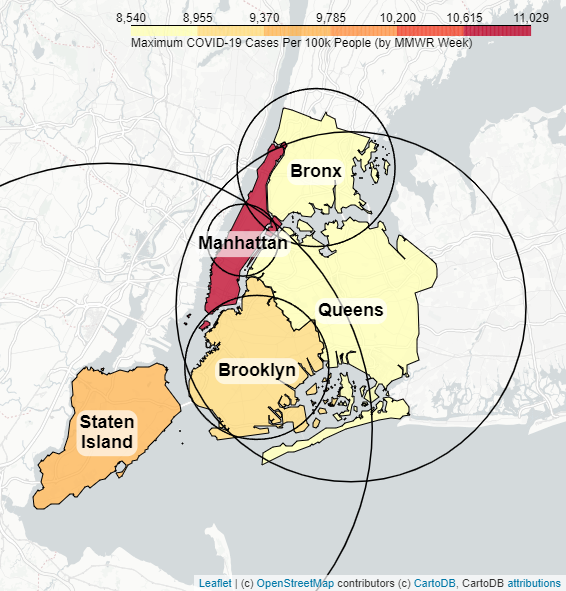 8,540 8,955 9,370 9,785 10,200 10,615 11,029
Maximum COVID-19 Cases Per 100k People (by MMWR Week)
Bronx
Manhattan
Queens
Brooklyn
Staten
Island
Leaflet | (c) OpenStreetMap contributors (c) CartoDB, CartoDB attributions